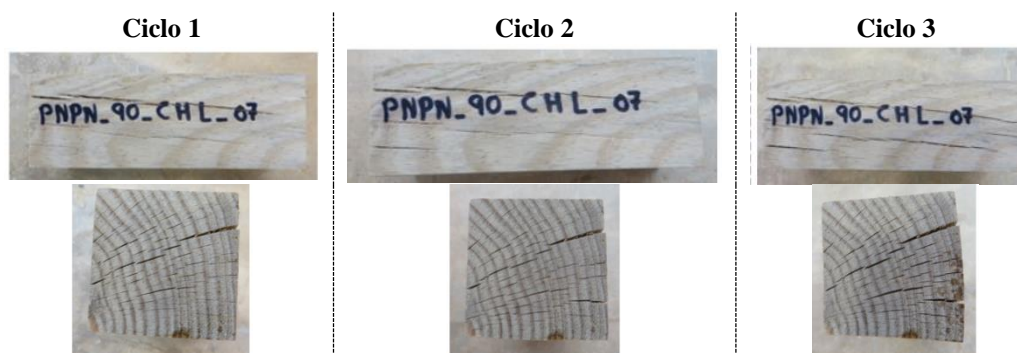 Ciclo 1
Ciclo 2
Ciclo 3
PNPN_90_CHL_07
PNPN_90_CHL_07
PNPN_90_CHL_07